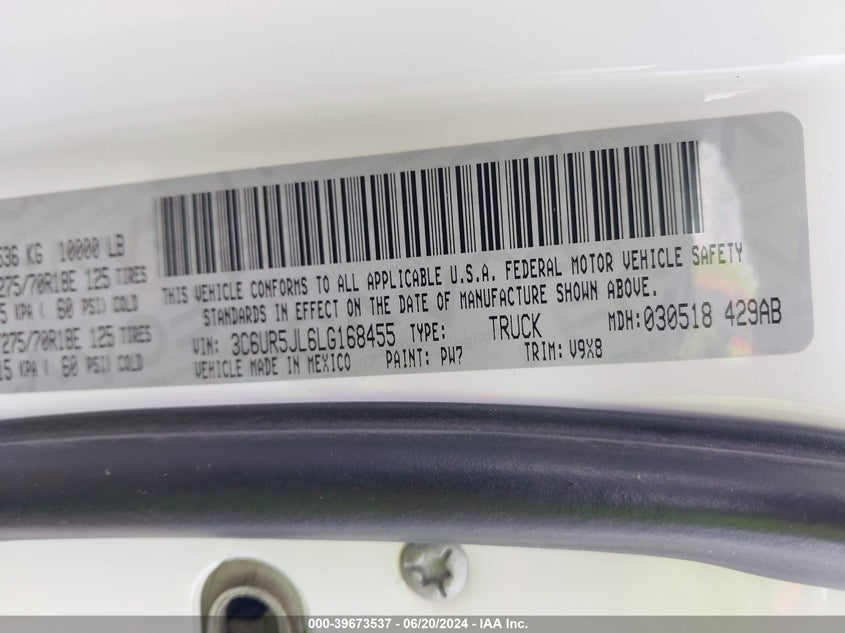 636 KG 10000 LB
275/70R18E 125 TIRES
5 KPA ( 60 PSI) COLD
275/70R18E 125 TIRES
15 KPA ( 60 PSI) COLD
THIS VEHICLE CONFORMS TO ALL APPLICABLE U.S.A. FEDERAL MOTOR VEHICLE SAFETY
STANDARDS IN EFFECT ON THE DATE OF MANUFACTURE SHOWN ABOVE.
VIN: 3C6UR5JL6LG168455 TYPE: TRUCK MDH:030518 429AB
VEHICLE MADE IN MEXICO PAINT: PW7 TRIM: V9X8
000-39673537 - 06/20/2024 - IAA Inc.